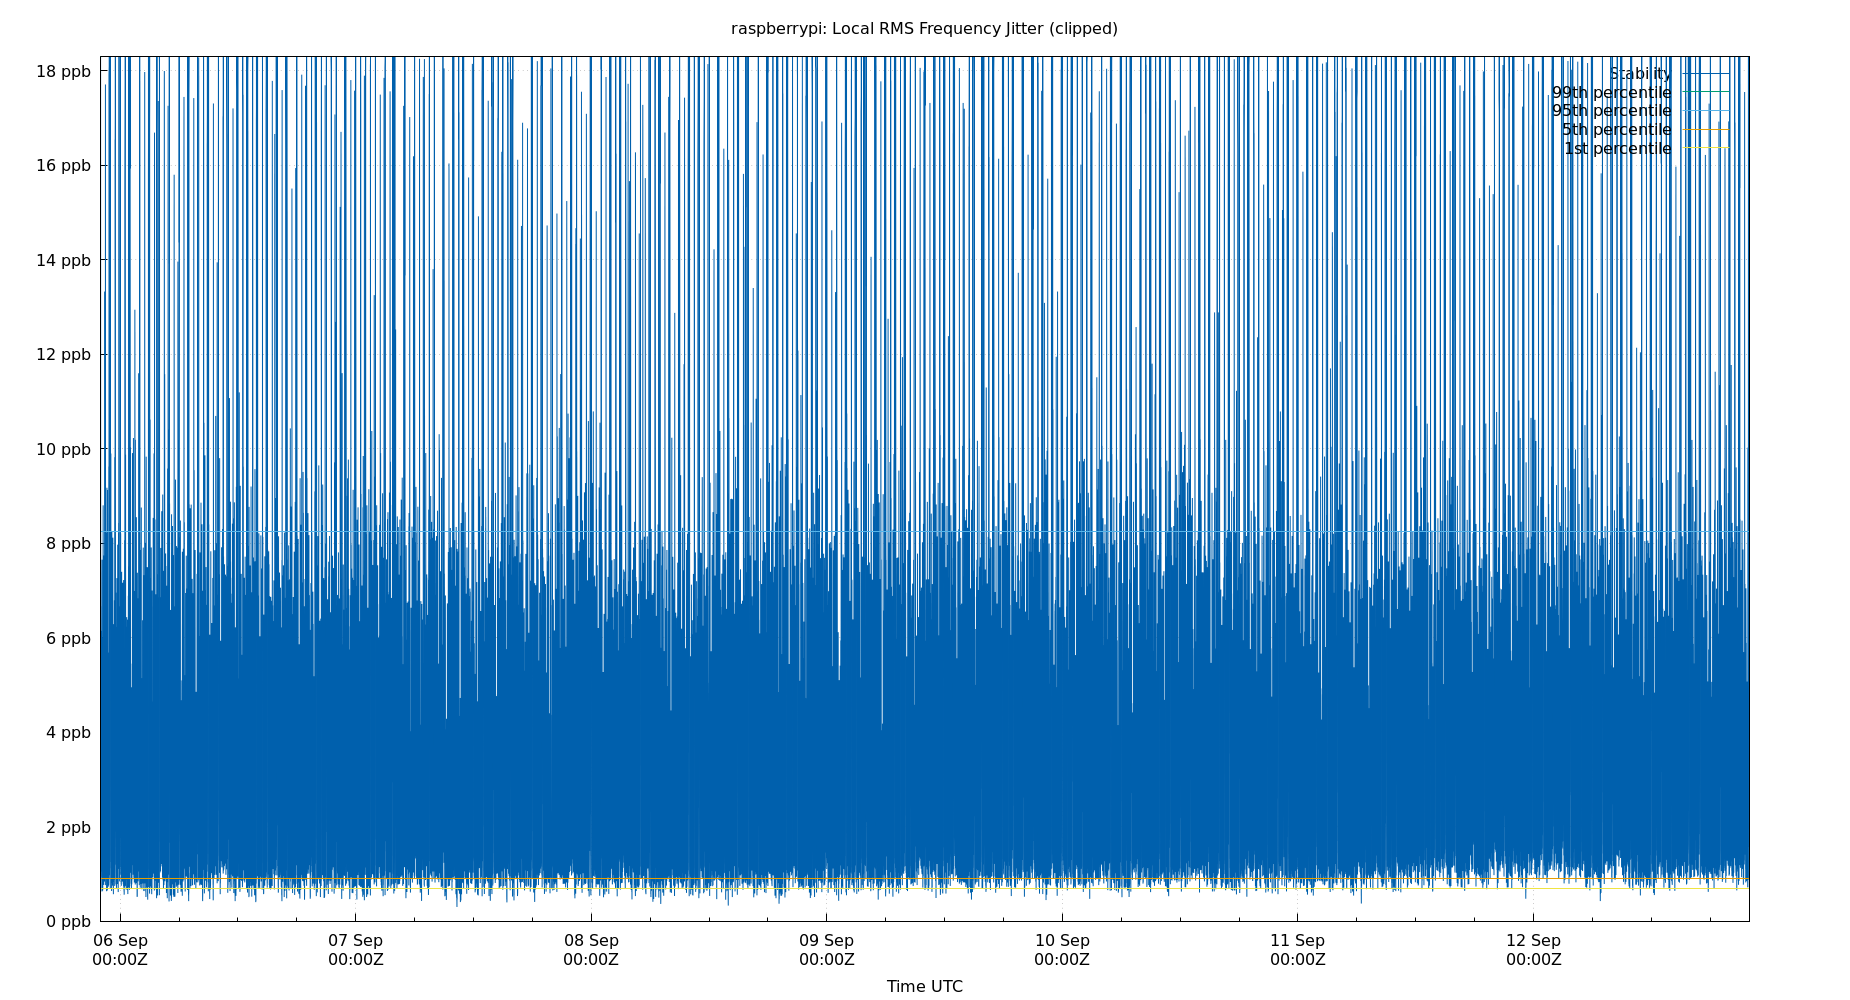 raspberrypi: Local RMS Frequency Jitter (clipped)
18 ppb
16 ppb
14 ppb
12 ppb
10 ppb
8 ppb
6 ppb
4 ppb
2 ppb
0 ppb
Stability
99th percentile
95th percentile
5th percentile
1st percentile
06 Sep
00:00Z
07 Sep
00:00Z
08 Sep
00:00Z
09 Sep
00:00Z
10 Sep
00:00Z
11 Sep
00:00Z
12 Sep
00:00Z
Time UTC